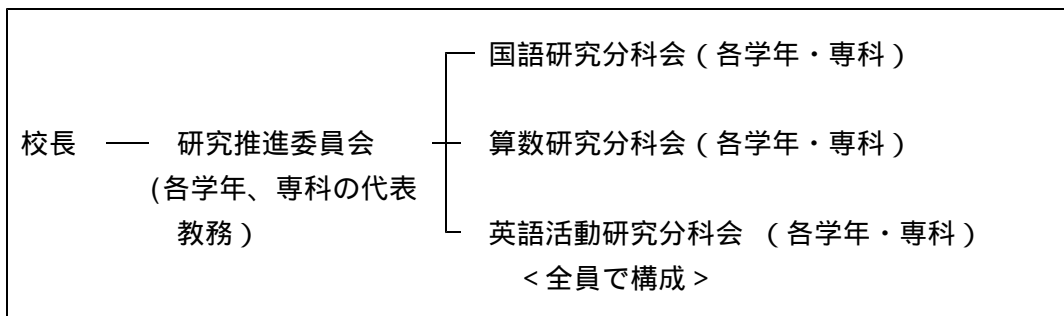 国語研究分科会（各学年・専科）
校長 研究推進委員会 算数研究分科会（各学年・専科）
(各学年、専科の代表
教務）
英語活動研究分科会 （各学年・専科）
＜全員で構成＞